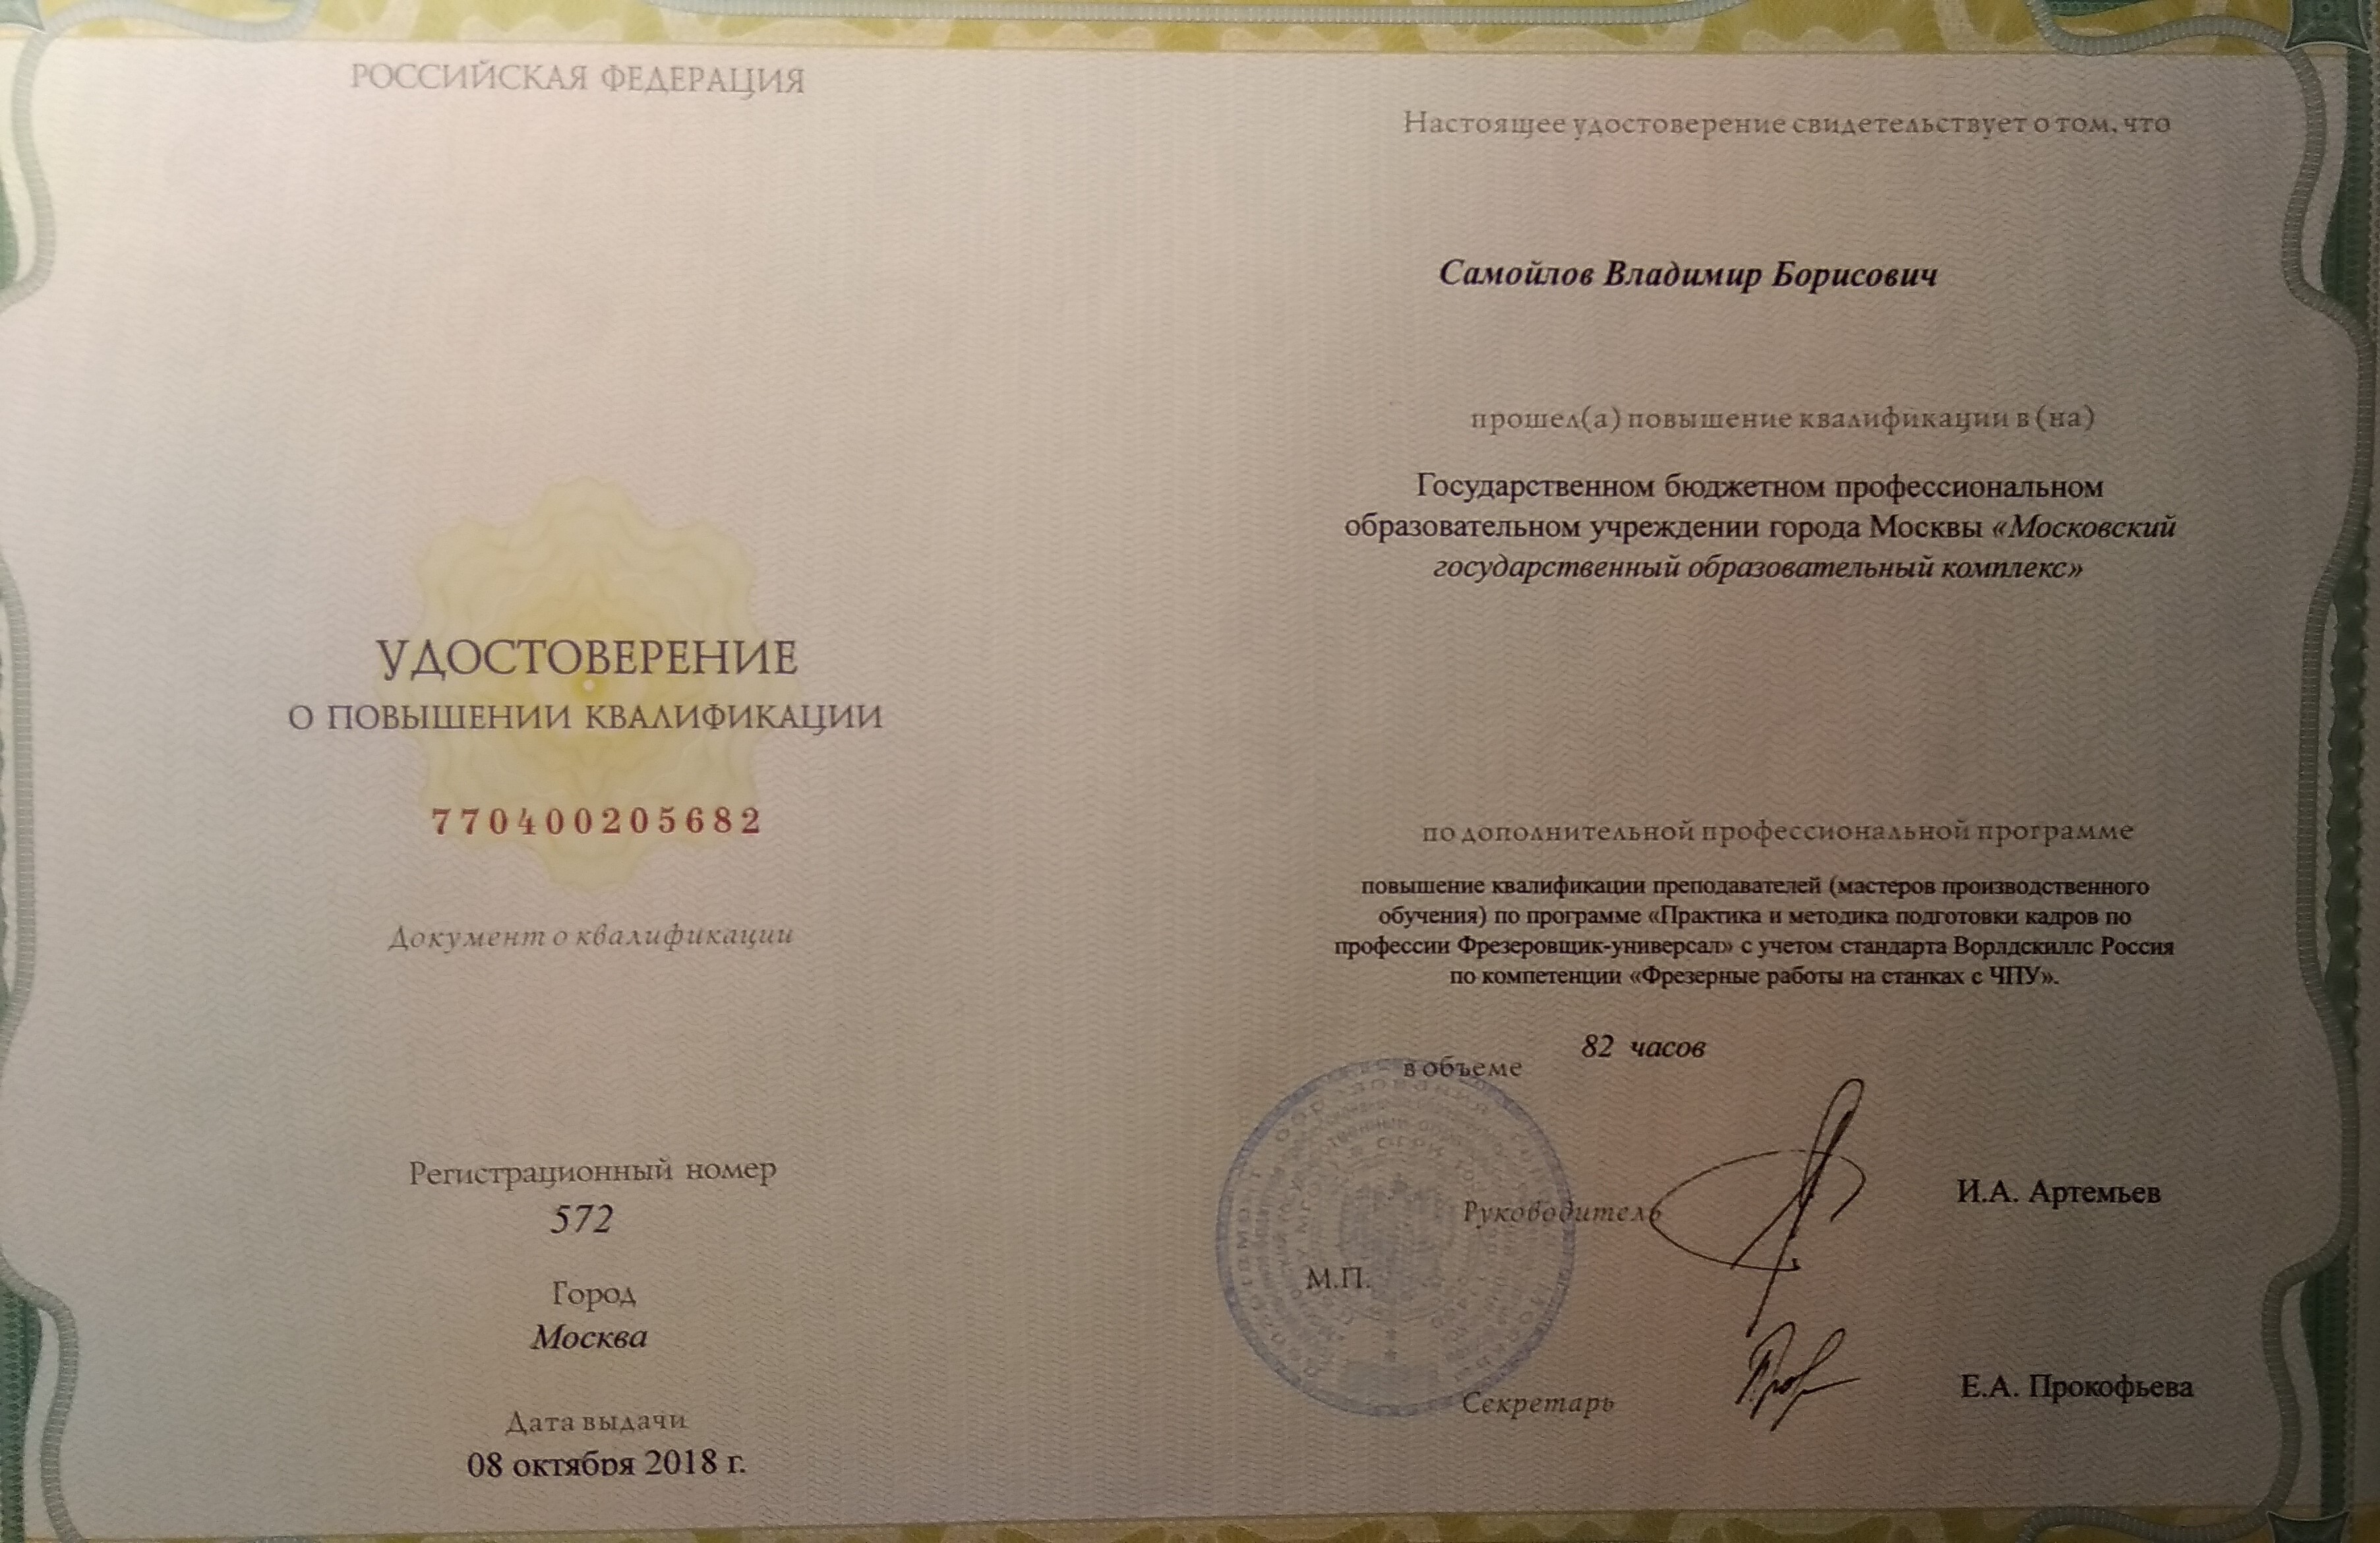 РОССИЙСКАЯ ФЕДЕРАЦИЯ
УДОСТОВЕРЕНИЕ
О ПОВЫШЕНИИ КВАЛИФИКАЦИИ
770400205682
Документ о квалификации
Регистрационный номер
572
Город
Москва
Дата выдачи
08 октября 2018 г.
Настоящее удостоверение свидетельствует о том, что
Самойлов Владимир Борисович
прошел(а) повышение квалификации в (на)
Государственном бюджетном профессиональном
образовательном учреждении города Москвы «Московский
государственный образовательный комплекс»
по дополнительной профессиональной программе
повышение квалификации преподавателей (мастеров производственного
обучения) по программе «Практика и методика подготовки кадров по
профессии Фрезеровщик-универсал» с учетом стандарта Ворлдскиллс Россия
по компетенции «Фрезерные работы на станках с ЧПУ».
82 часов
в объеме
Руководитель И.А. Артемьев
М.П.
Секретарь Е.А. Прокофьева